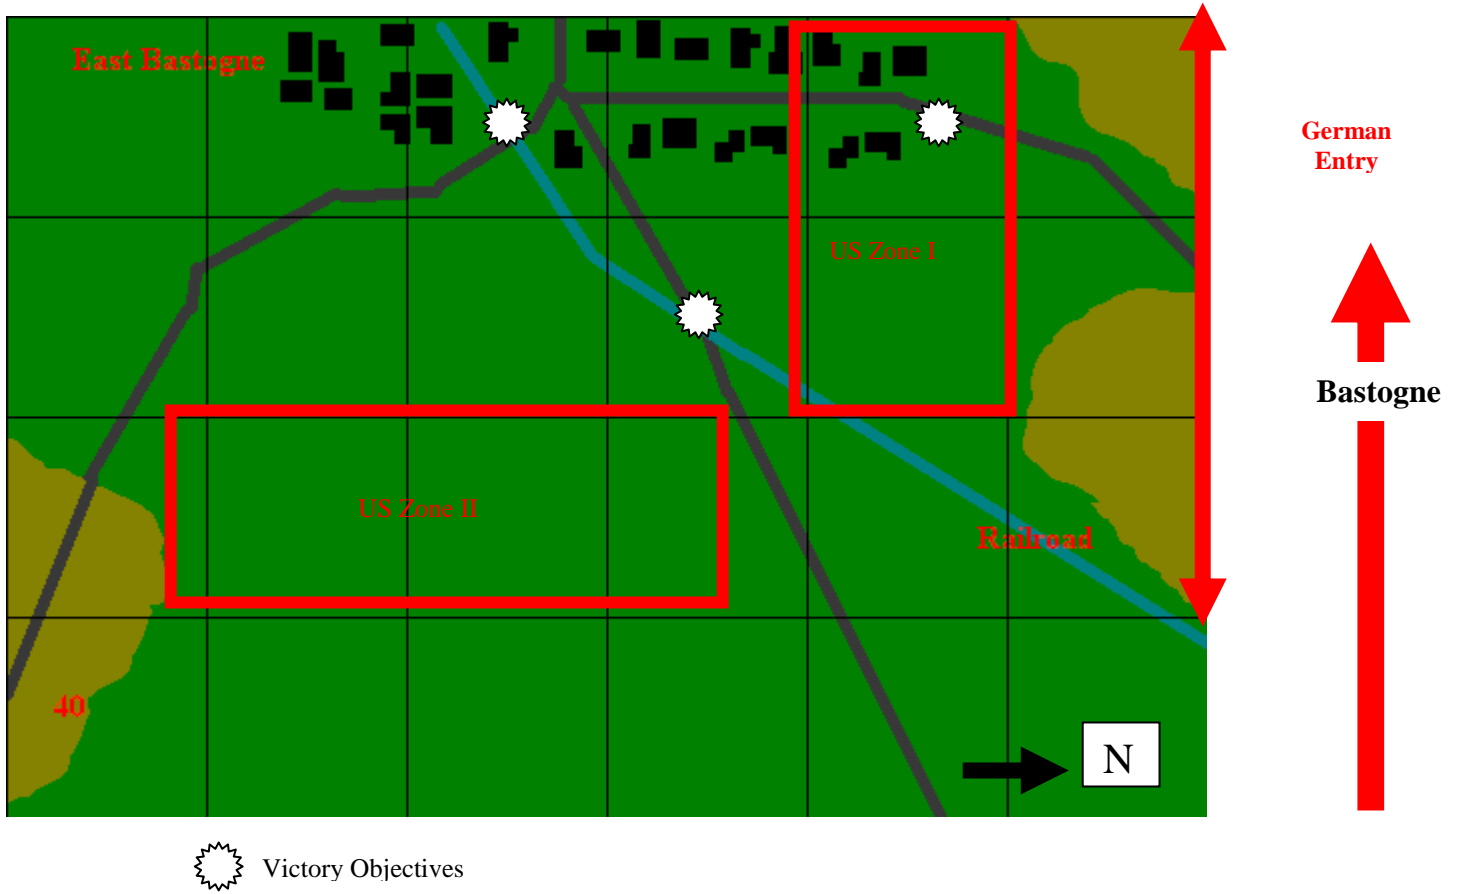 East Bastogne
German
Entry
US Zone I
Bastogne
US Zone II
Railroad
40
N
Victory Objectives